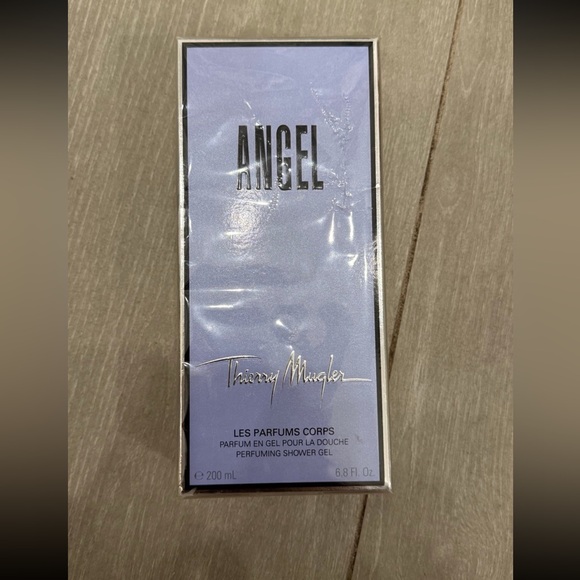 ANGEL
Thierry Mugler
LES PARFUMS CORPS
PARFUM EN GEL POUR LA DOUCHE
PERFUMING SHOWER GEL
℮ 200 mL 6.8 Fl. Oz.